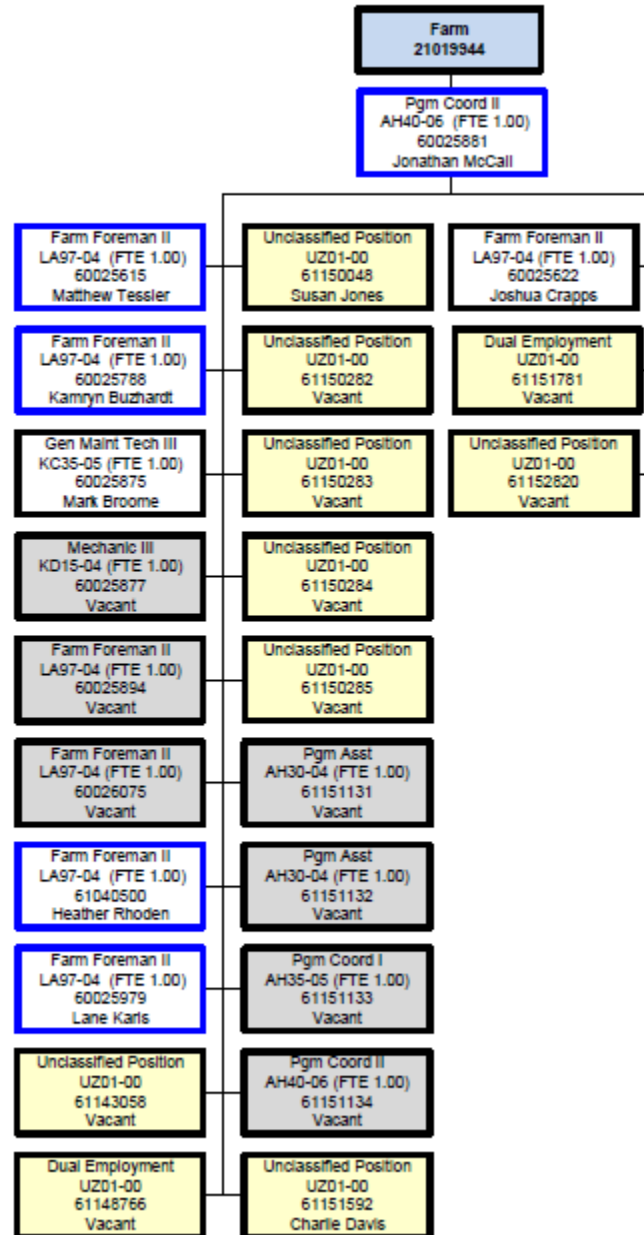 Farm
21019944
Pgm Coord II
AH40-06 (FTE 1.00)
60025881
Jonathan McCall
Farm Foreman II
LA97-04 (FTE 1.00)
60025615
Matthew Tessler
Farm Foreman II
LA97-04 (FTE 1.00)
60025788
Kamryn Buzhardt
Gen Maint Tech III
KC35-05 (FTE 1.00)
60025875
Mark Broome
Mechanic III
KD15-04 (FTE 1.00)
60025877
Vacant
Farm Foreman II
LA97-04 (FTE 1.00)
60025894
Vacant
Farm Foreman II
LA97-04 (FTE 1.00)
60026075
Vacant
Farm Foreman II
LA97-04 (FTE 1.00)
61040500
Heather Rhoden
Farm Foreman II
LA97-04 (FTE 1.00)
60025979
Lane Karis
Unclassified Position
UZ01-00
61143058
Vacant
Dual Employment
UZ01-00
61148766
Vacant
Unclassified Position
UZ01-00
61150048
Susan Jones
Unclassified Position
UZ01-00
61150282
Vacant
Unclassified Position
UZ01-00
61150283
Vacant
Unclassified Position
UZ01-00
61150284
Vacant
Unclassified Position
UZ01-00
61150285
Vacant
Pgm Asst
AH30-04 (FTE 1.00)
61151131
Vacant
Pgm Asst
AH30-04 (FTE 1.00)
61151132
Vacant
Pgm Coord I
AH35-05 (FTE 1.00)
61151133
Vacant
Pgm Coord II
AH40-06 (FTE 1.00)
61151134
Vacant
Unclassified Position
UZ01-00
61151592
Charlie Davis
Farm Foreman II
LA97-04 (FTE 1.00)
60025622
Joshua Crapps
Dual Employment
UZ01-00
61151781
Vacant
Unclassified Position
UZ01-00
61152820
Vacant